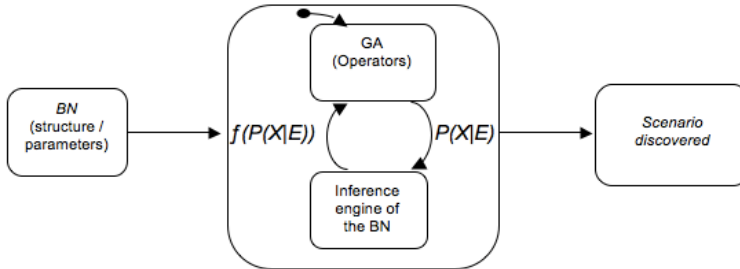 GA
(Operators)
BN
(structure /
parameters)
ƒ(P(X|E))
P(X|E)
Scenario
discovered
Inference
engine of
the BN